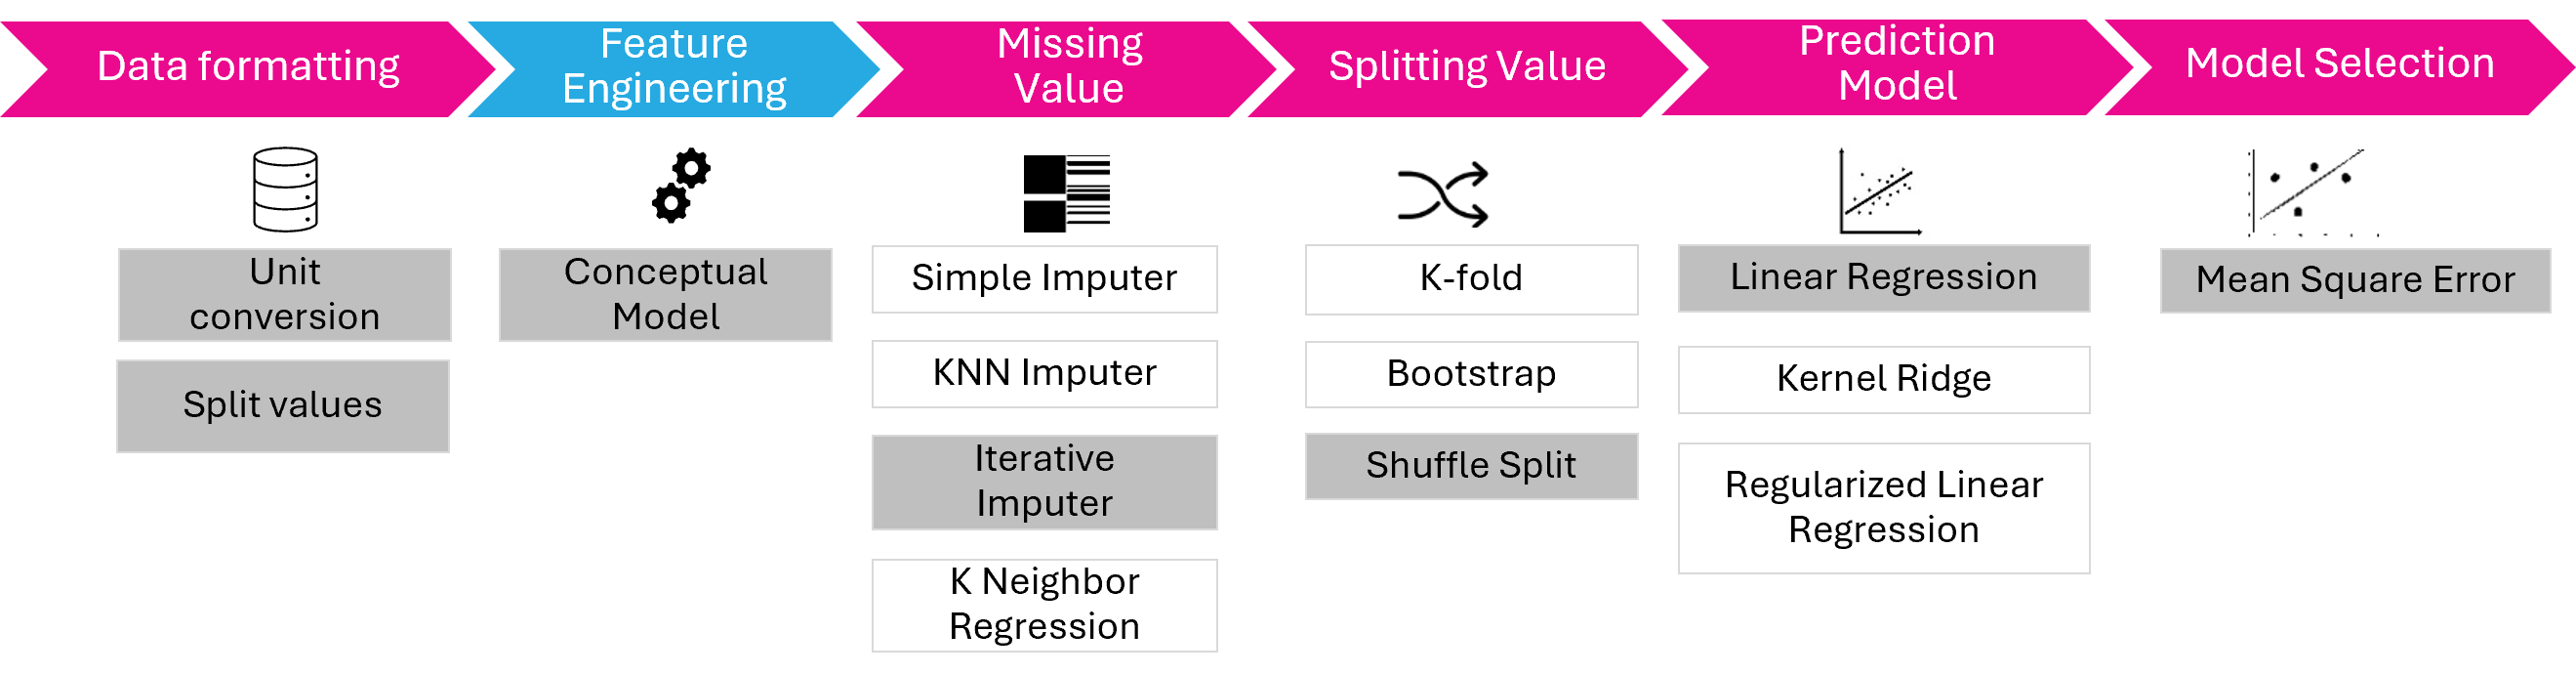 Data formatting
Feature
Engineering
Missing
Value
Splitting Value
Prediction
Model
Model Selection
Unit
conversion
Split values
Conceptual
Model
Simple Imputer
KNN Imputer
Iterative
Imputer
K Neighbor
Regression
K-fold
Bootstrap
Shuffle Split
Linear Regression
Kernel Ridge
Regularized Linear
Regression
Mean Square Error